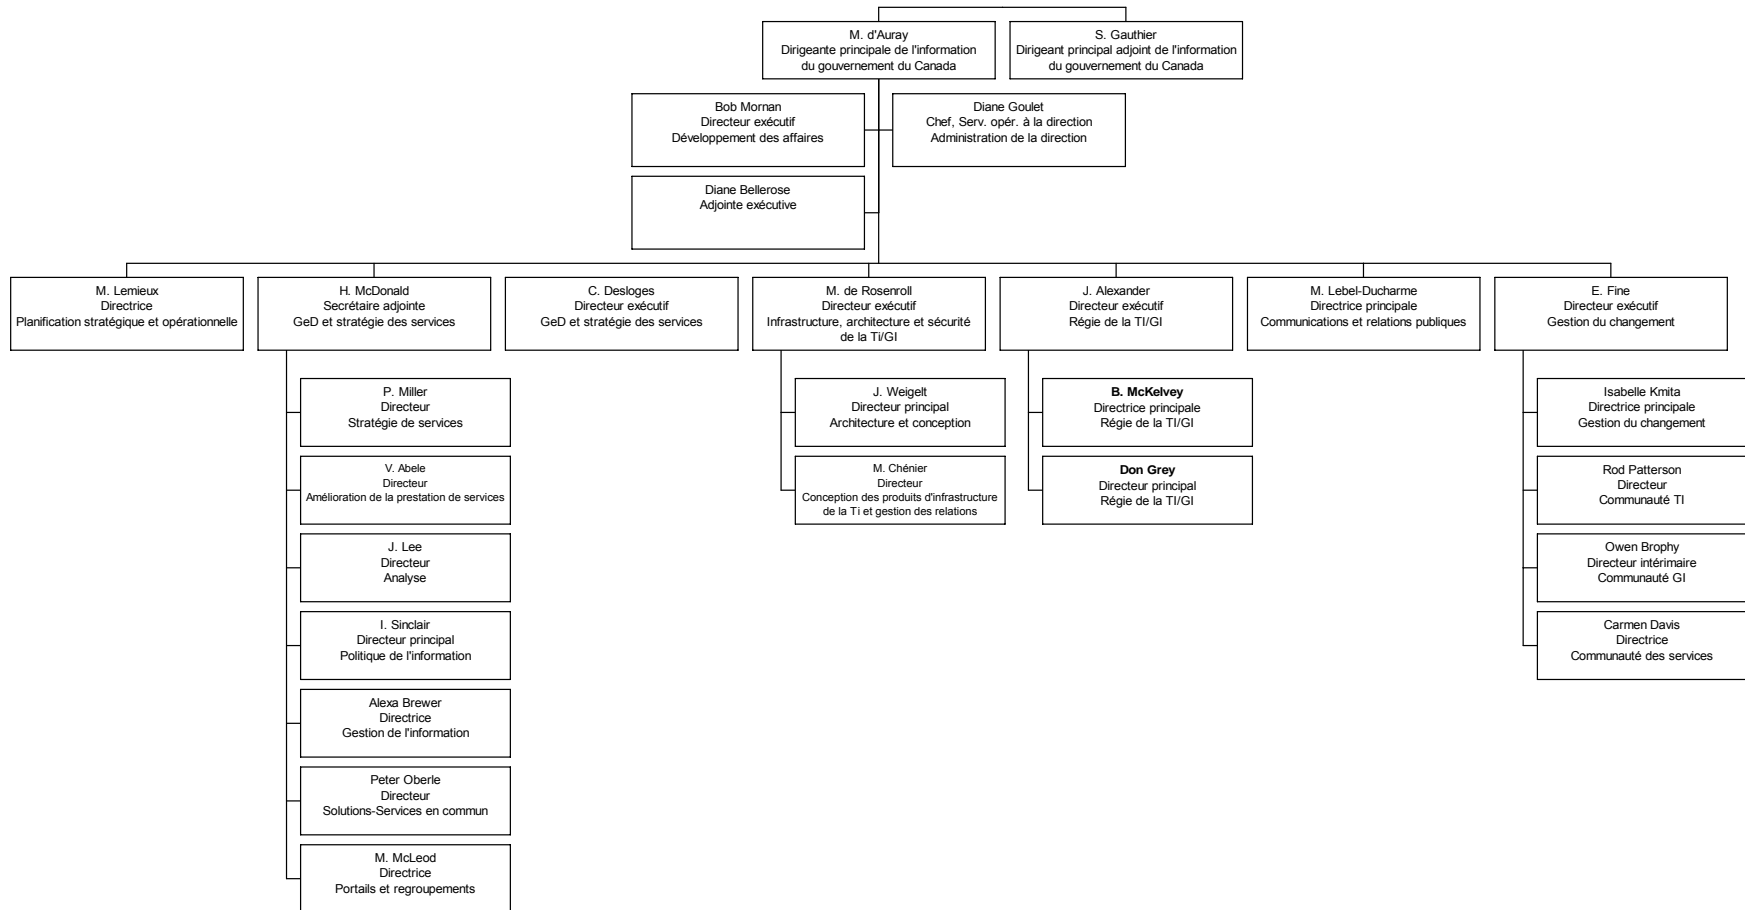 M. d'Auray
Dirigeante principale de l'information
du gouvernement du Canada
S. Gauthier
Dirigeant principal adjoint de l'information
du gouvernement du Canada
Bob Mornan
Directeur exécutif
Développement des affaires
Diane Goulet
Chef, Serv. opér. à la direction
Administration de la direction
Diane Bellerose
Adjointe exécutive
M. Lemieux
Directrice
Planification stratégique et opérationnelle
H. McDonald
Secrétaire adjointe
GeD et stratégie des services
C. Desloges
Directeur exécutif
GeD et stratégie des services
M. de Rosenroll
Directeur exécutif
Infrastructure, architecture et sécurité
de la Ti/GI
J. Alexander
Directeur exécutif
Régie de la TI/GI
M. Lebel-Ducharme
Directrice principale
Communications et relations publiques
E. Fine
Directeur exécutif
Gestion du changement
P. Miller
Directeur
Stratégie de services
V. Abele
Directeur
Amélioration de la prestation de services
J. Lee
Directeur
Analyse
I. Sinclair
Directeur principal
Politique de l'information
Alexa Brewer
Directrice
Gestion de l'information
Peter Oberle
Directeur
Solutions-Services en commun
M. McLeod
Directrice
Portails et regroupements
J. Weigelt
Directeur principal
Architecture et conception
M. Chénier
Directeur
Conception des produits d'infrastructure
de la Ti et gestion des relations
B. McKelvey
Directrice principale
Régie de la TI/GI
Don Grey
Directeur principal
Régie de la TI/GI
Isabelle Kmita
Directrice principale
Gestion du changement
Rod Patterson
Directeur
Communauté TI
Owen Brophy
Directeur intérimaire
Communauté GI
Carmen Davis
Directrice
Communauté des services